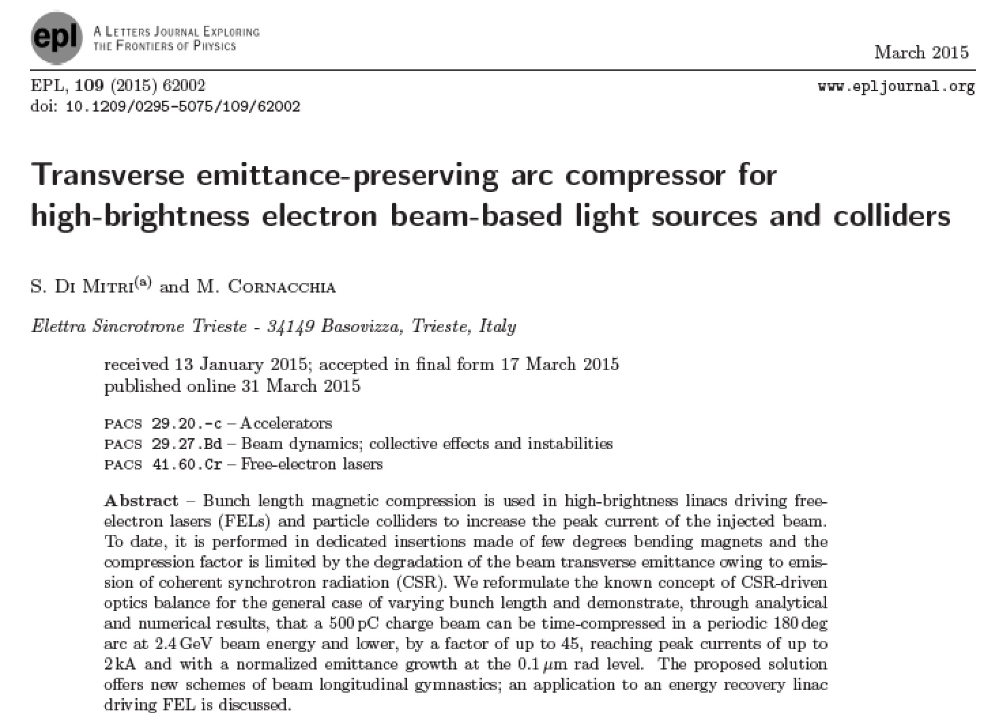 epl
A Letters Journal Exploring
the Frontiers of Physics
March 2015
EPL, 109 (2015) 62002
www.epljournal.org
doi: 10.1209/0295-5075/109/62002
Transverse emittance-preserving arc compressor for
high-brightness electron beam-based light sources and colliders
S. Di Mitri(a) and M. Cornacchia
Elettra Sincrotrone Trieste - 34149 Basovizza, Trieste, Italy
received 13 January 2015; accepted in final form 17 March 2015
published online 31 March 2015
PACS 29.20.-c – Accelerators
PACS 29.27.Bd – Beam dynamics; collective effects and instabilities
PACS 41.60.Cr – Free-electron lasers
Abstract – Bunch length magnetic compression is used in high-brightness linacs driving free-
electron lasers (FELs) and particle colliders to increase the peak current of the injected beam.
To date, it is performed in dedicated insertions made of few degrees bending magnets and the
compression factor is limited by the degradation of the beam transverse emittance owing to emis-
sion of coherent synchrotron radiation (CSR). We reformulate the known concept of CSR-driven
optics balance for the general case of varying bunch length and demonstrate, through analytical
and numerical results, that a 500 pC charge beam can be time-compressed in a periodic 180 deg
arc at 2.4 GeV beam energy and lower, by a factor of up to 45, reaching peak currents of up to
2 kA and with a normalized emittance growth at the 0.1 μm rad level. The proposed solution
offers new schemes of beam longitudinal gymnastics; an application to an energy recovery linac
driving FEL is discussed.